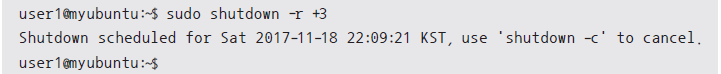 user1@myubuntu:~$ sudo shutdown -r +3
Shutdown scheduled for Sat 2017-11-18 22:09:21 KST, use 'shutdown -c' to cancel.
user1@myubuntu:~$